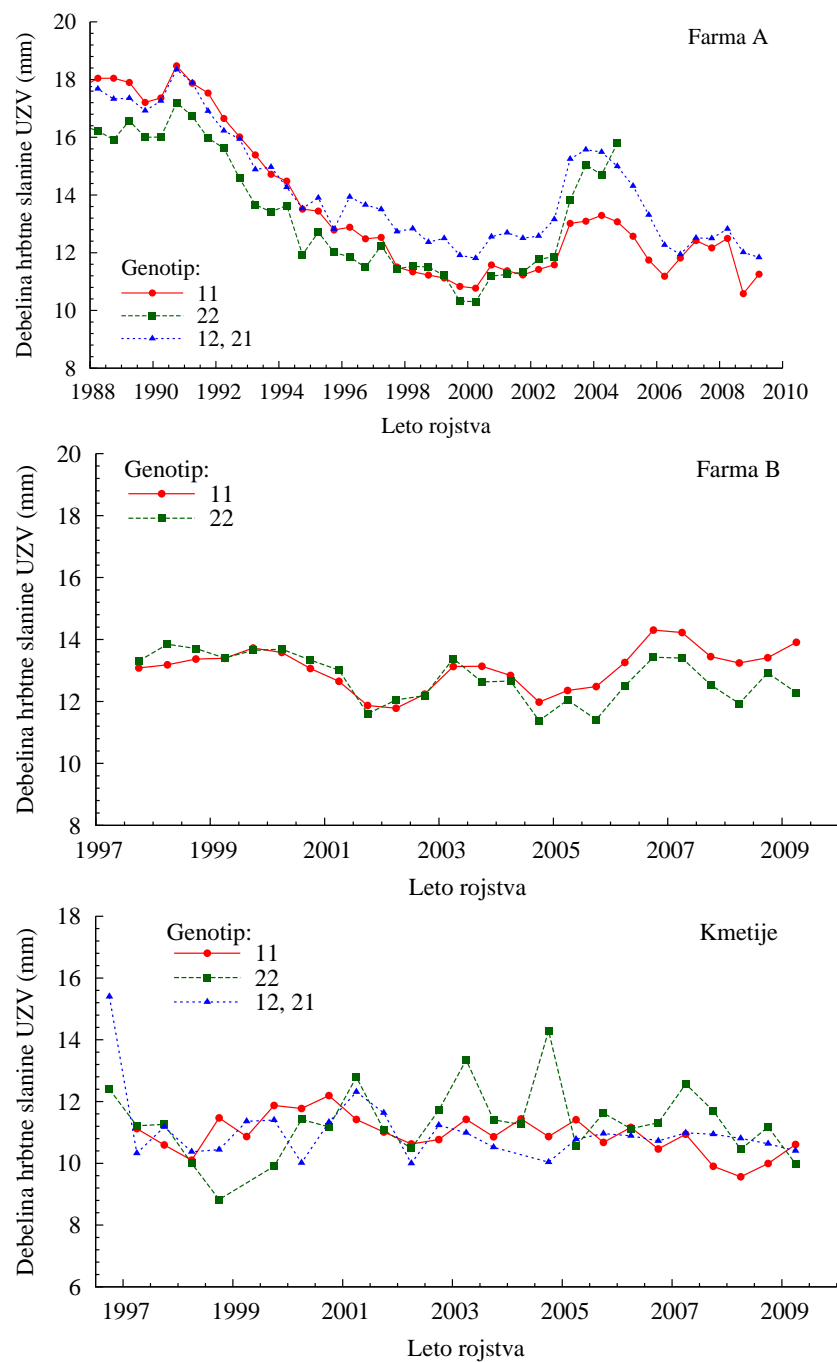 Farma A
Debelina hrbtne slanine UZV (mm)
20
18
16
14
12
10
8
Genotip:
11
22
12, 21
1988 1990 1992 1994 1996 1998 2000 2002 2004 2006 2008 2010
Leto rojstva
Farma B
Debelina hrbtne slanine UZV (mm)
20
18
16
14
12
10
8
Genotip:
11
22
1997 1999 2001 2003 2005 2007 2009
Leto rojstva
Kmetije
Debelina hrbtne slanine UZV (mm)
18
16
14
12
10
8
6
Genotip:
11
22
12, 21
1997 1999 2001 2003 2005 2007 2009
Leto rojstva